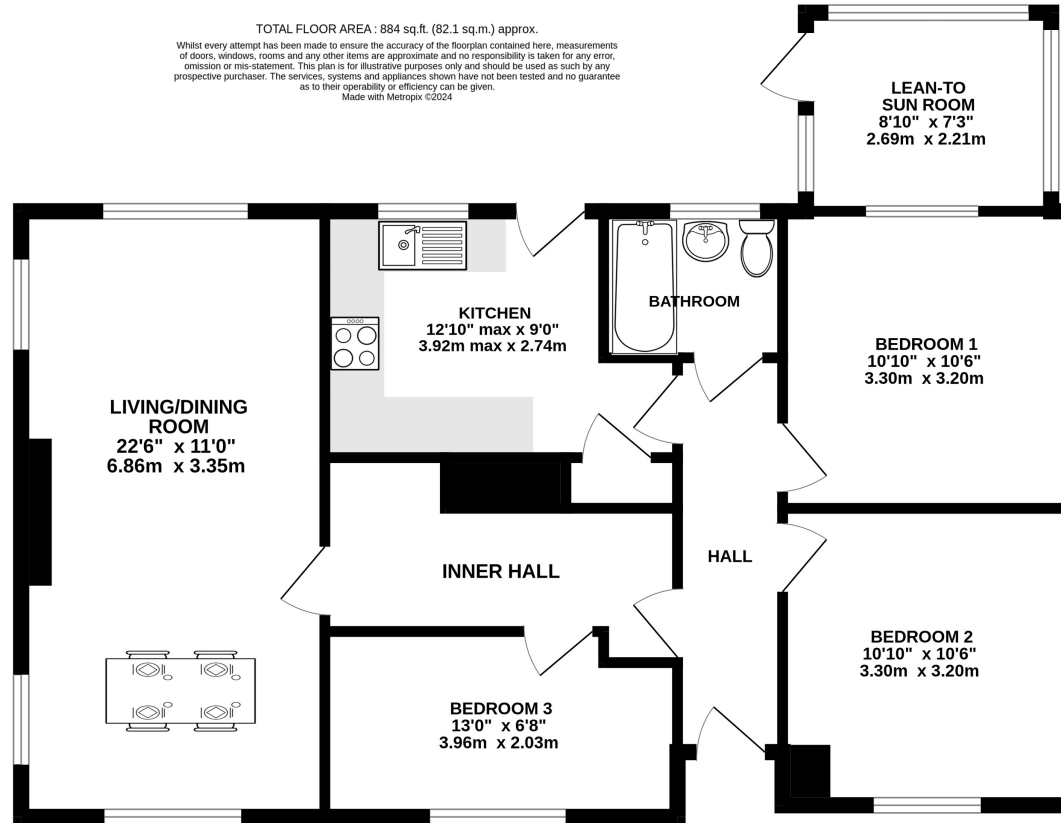 TOTAL FLOOR AREA : 884 sq.ft. (82.1 sq.m.) approx.
Whilst every attempt has been made to ensure the accuracy of the floorplan contained here, measurements
of doors, windows, rooms and any other items are approximate and no responsibility is taken for any error,
omission or mis-statement. This plan is for illustrative purposes only and should be used as such by any
prospective purchaser. The services, systems and appliances shown have not been tested and no guarantee
as to their operability or efficiency can be given.
Made with Metropix ©2024
LEAN-TO
SUN ROOM
8'10" x 7'3"
2.69m x 2.21m
KITCHEN
12'10" max x 9'0"
3.92m max x 2.74m
BATHROOM
BEDROOM 1
10'10" x 10'6"
3.30m x 3.20m
LIVING/DINING
ROOM
22'6" x 11'0"
6.86m x 3.35m
INNER HALL
HALL
BEDROOM 2
10'10" x 10'6"
3.30m x 3.20m
BEDROOM 3
13'0" x 6'8"
3.96m x 2.03m